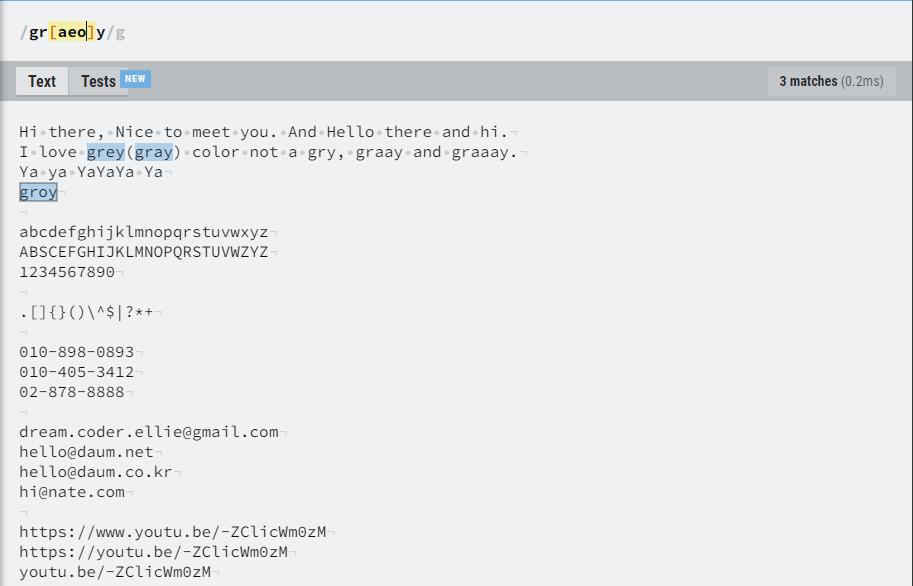 /gr[aeo]y/g
Text Tests NEW 3 matches (0.2ms)
Hi there, Nice to meet you. And Hello there and hi.
I love grey(gray) color not a gry, graay and graaay.
Ya ya YaYaYa Ya
groy
abcdefghijklmnopqrstuvwxyz
ABSCEFGHIJKLMNOPQRSTUVWZYZ
1234567890
.[]{}()\^$|?*+
010-898-0893
010-405-3412
02-878-8888
dream.coder.ellie@gmail.com
hello@daum.net
hello@daum.co.kr
hi@nate.com
https://www.youtu.be/-ZClicWm0zM
https://youtu.be/-ZClicWm0zM
youtu.be/-ZClicWm0zM